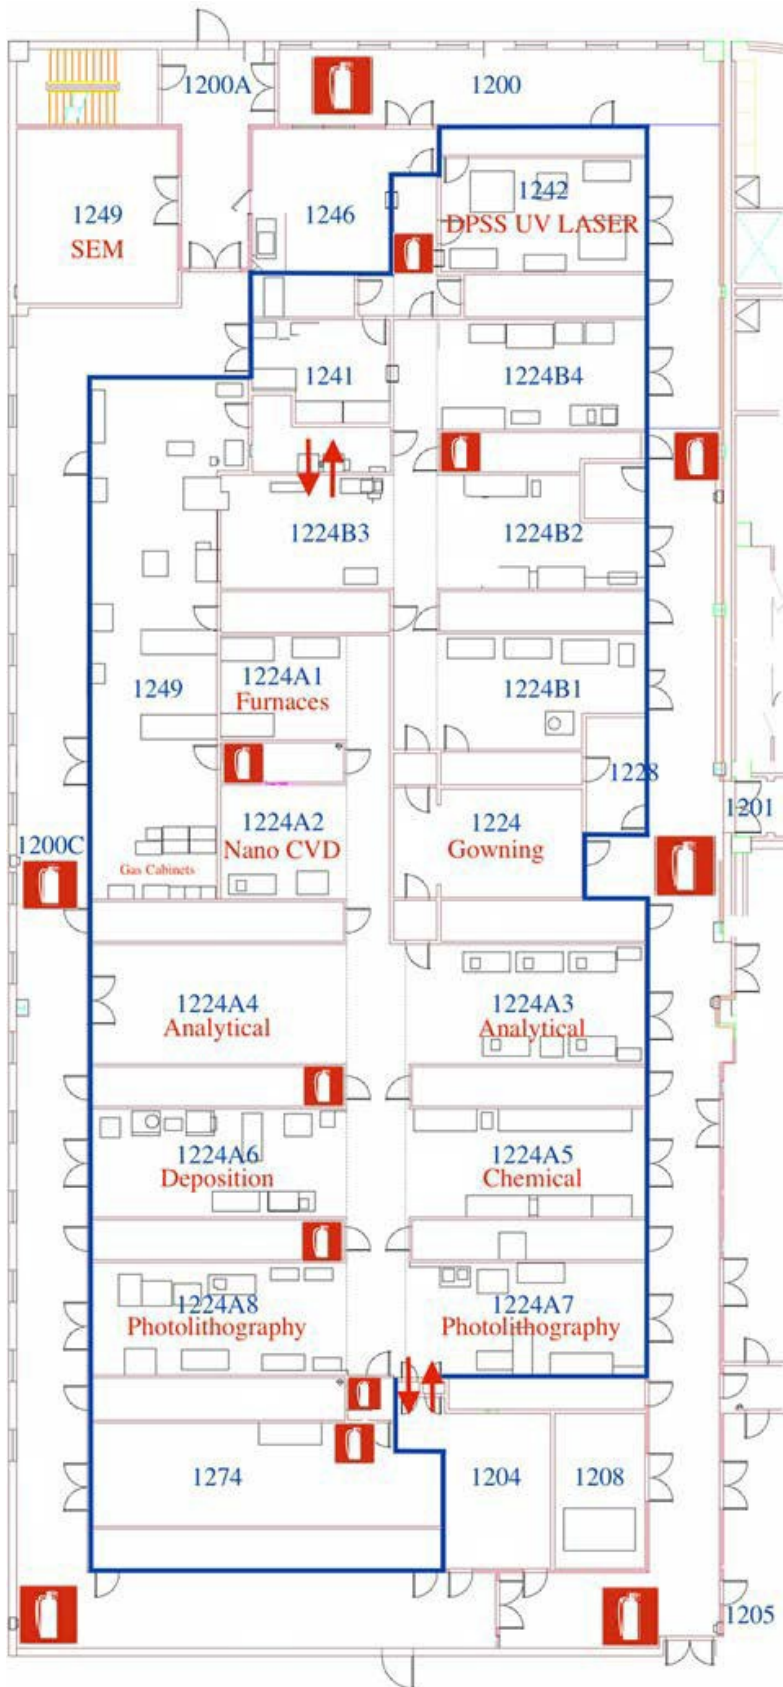 1200A
1200
1249
SEM
1246
1242
DPSS UV LASER
1241
1224B4
1224B3
1224B2
1224A1
Furnaces
1249
1224B1
1228
1201
1200C
1224A2
Nano CVD
1224
Gowning
Gas Cabinets
1224A4
Analytical
1224A3
Analytical
1224A6
Deposition
1224A5
Chemical
1224A8
Photolithography
1224A7
Photolithography
1274
1204
1208
1205